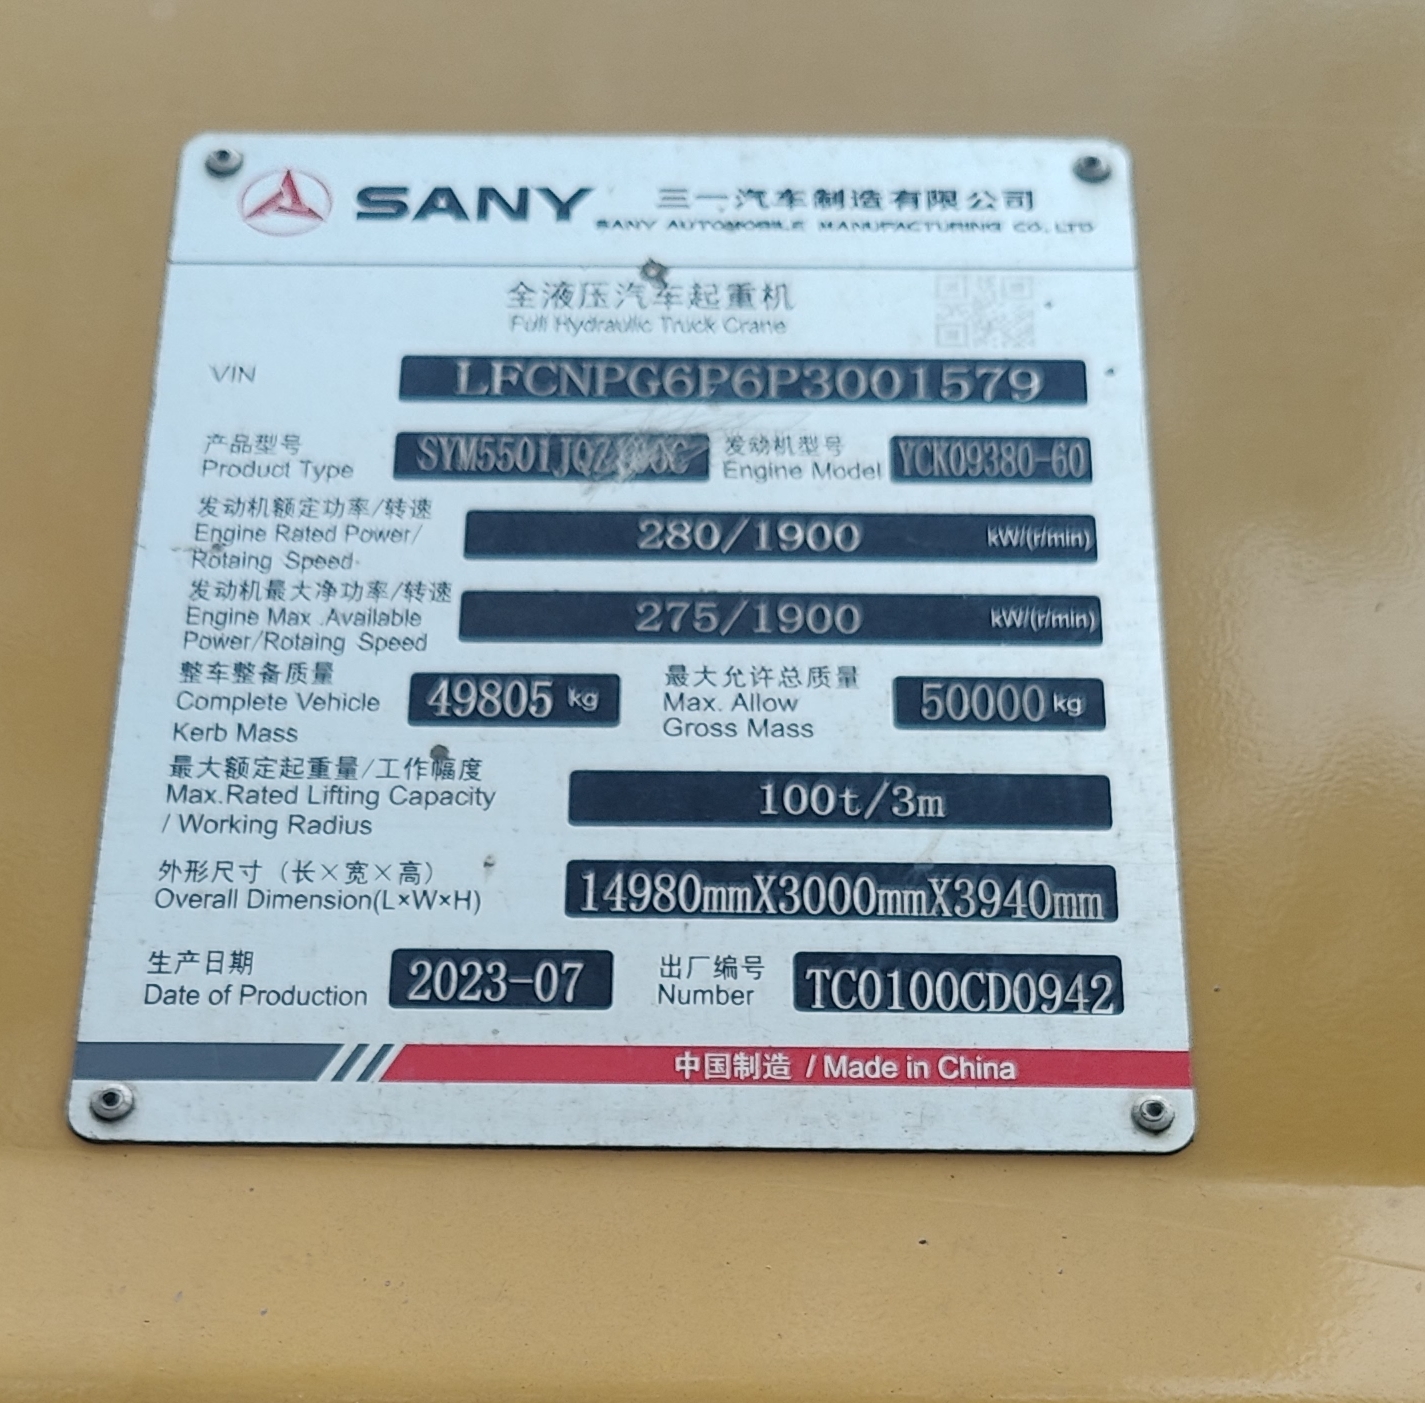 SANY 三一汽车制造有限公司
SANY AUTOMOBILE MANUFACTURING CO., LTD
全液压汽车起重机
Full Hydraulic Truck Crane
VIN LFCNPG6P6P3001579
产品型号
Product Type SYM5501JQZ
发动机型号
Engine Model YCK09380-60
发动机额定功率/转速
Engine Rated Power/
Rotaing Speed
280/1900 kW/(r/min)
发动机最大净功率/转速
Engine Max .Available
Power/Rotaing Speed
275/1900 kW/(r/min)
整车整备质量
Complete Vehicle
Kerb Mass
49805 kg
最大允许总质量
Max. Allow
Gross Mass
50000 kg
最大额定起重量/工作幅度
Max.Rated Lifting Capacity
/ Working Radius
100t/3m
外形尺寸（长×宽×高）
Overall Dimension(L×W×H)
14980mmX3000mmX3940mm
生产日期
Date of Production 2023-07
出厂编号
Number TC0100CD0942
中国制造 / Made in China